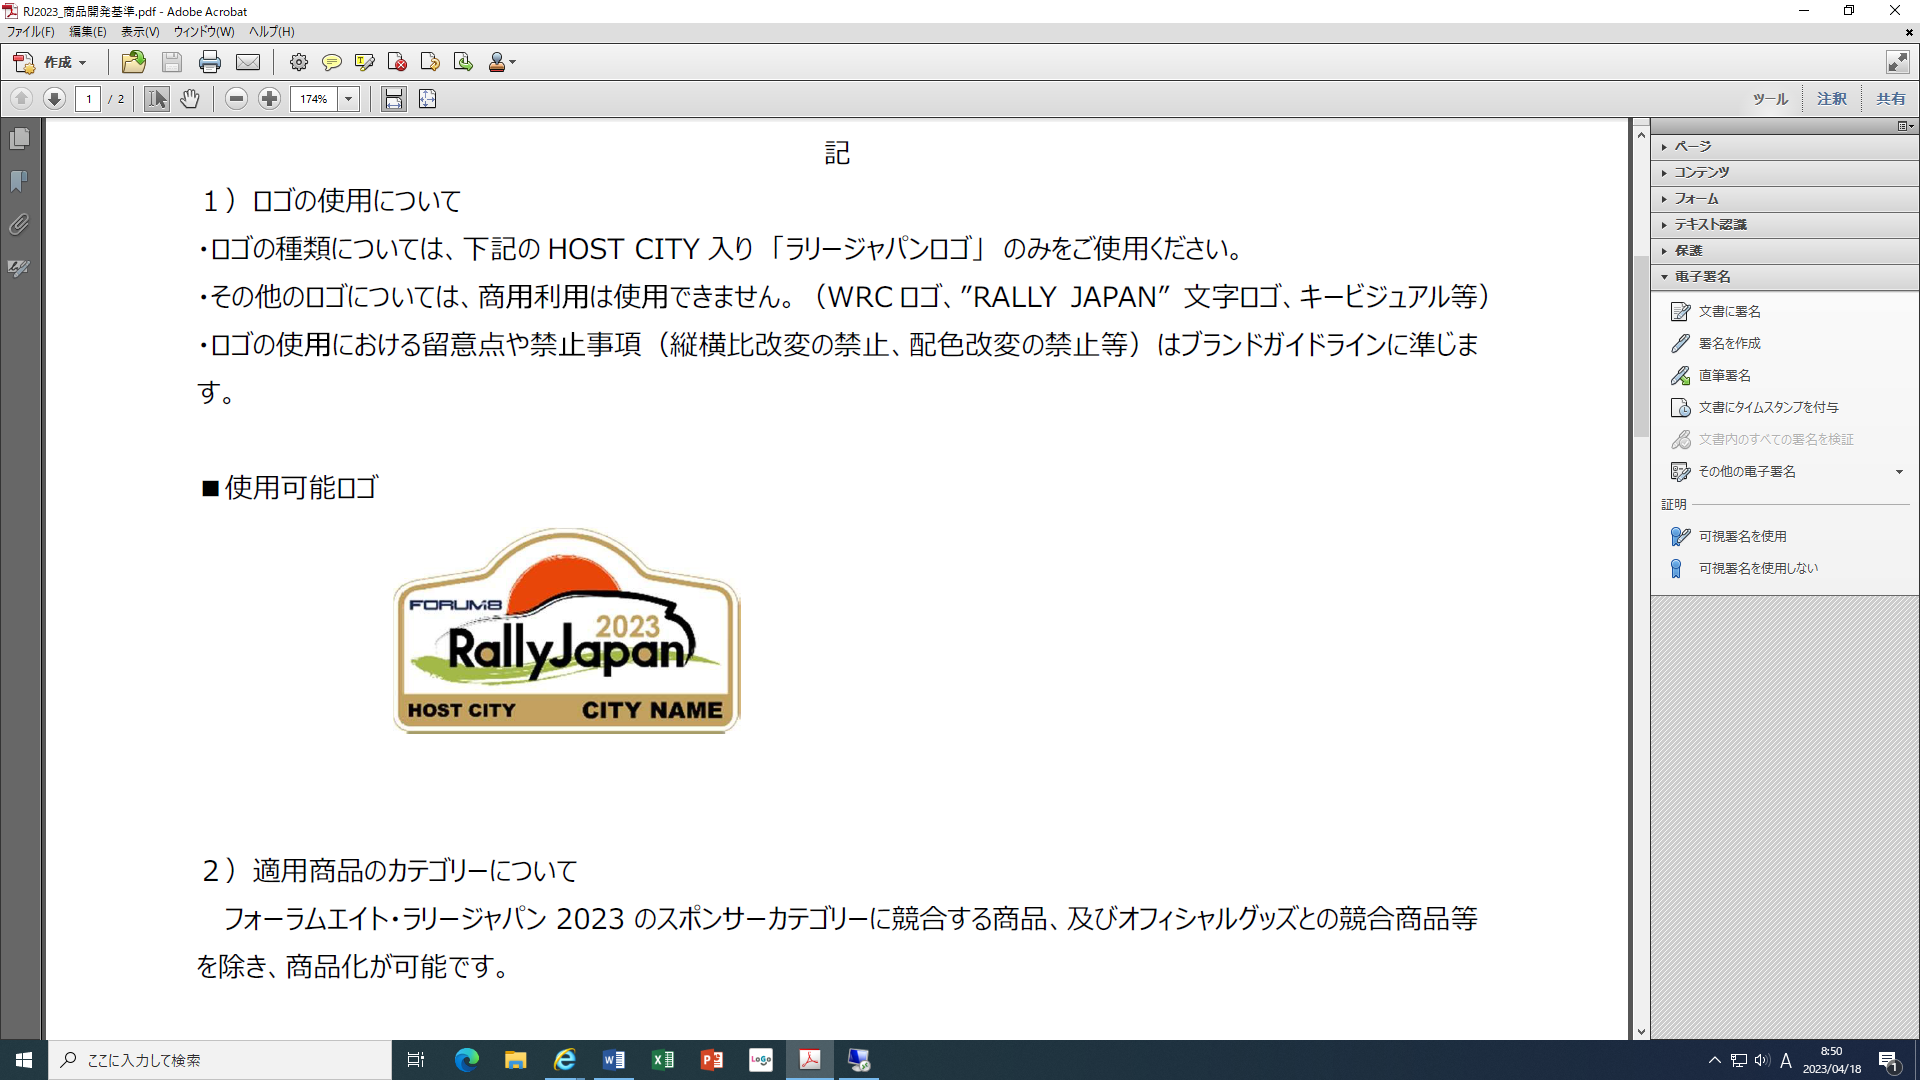 RJ2023_商品開発基準.pdf - Adobe Acrobat
ファイル(F) 編集(E) 表示(V) ウィンドウ(W) ヘルプ(H)
作成
1 / 2 174% ツール 注釈 共有
記
１）ロゴの使用について
・ロゴの種類については、下記の HOST CITY 入り「ラリージャパンロゴ」 のみをご使用ください。
・その他のロゴについては、商用利用は使用できません。（WRC ロゴ、”RALLY JAPAN” 文字ロゴ、キービジュアル等）
・ロゴの使用における留意点や禁止事項（縦横比改変の禁止、配色改変の禁止等）はブランドガイドラインに準じま
す。
■使用可能ロゴ
FORUM8
2023
RallyJapan
HOST CITY CITY NAME
２）適用商品のカテゴリーについて
フォーラムエイト・ラリージャパン 2023 のスポンサーカテゴリーに競合する商品、及びオフィシャルグッズとの競合商品等
を除き、商品化が可能です。
ページ
コンテンツ
フォーム
テキスト認識
保護
電子署名
文書に署名
署名を作成
直筆署名
文書にタイムスタンプを付与
文書内のすべての署名を検証
その他の電子署名
証明
可視署名を使用
可視署名を使用しない
ここに入力して検索
LoGo
A
8:50
2023/04/18
1